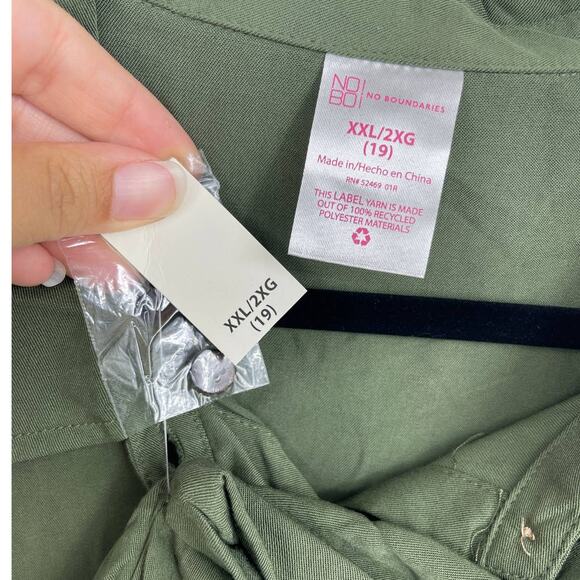 NO
BO
NO BOUNDARIES
XXL/2XG
(19)
Made in/Hecho en China
RN# 52469 01R
THIS LABEL YARN IS MADE
OUT OF 100% RECYCLED
POLYESTER MATERIALS
XXL/2XG
(19)